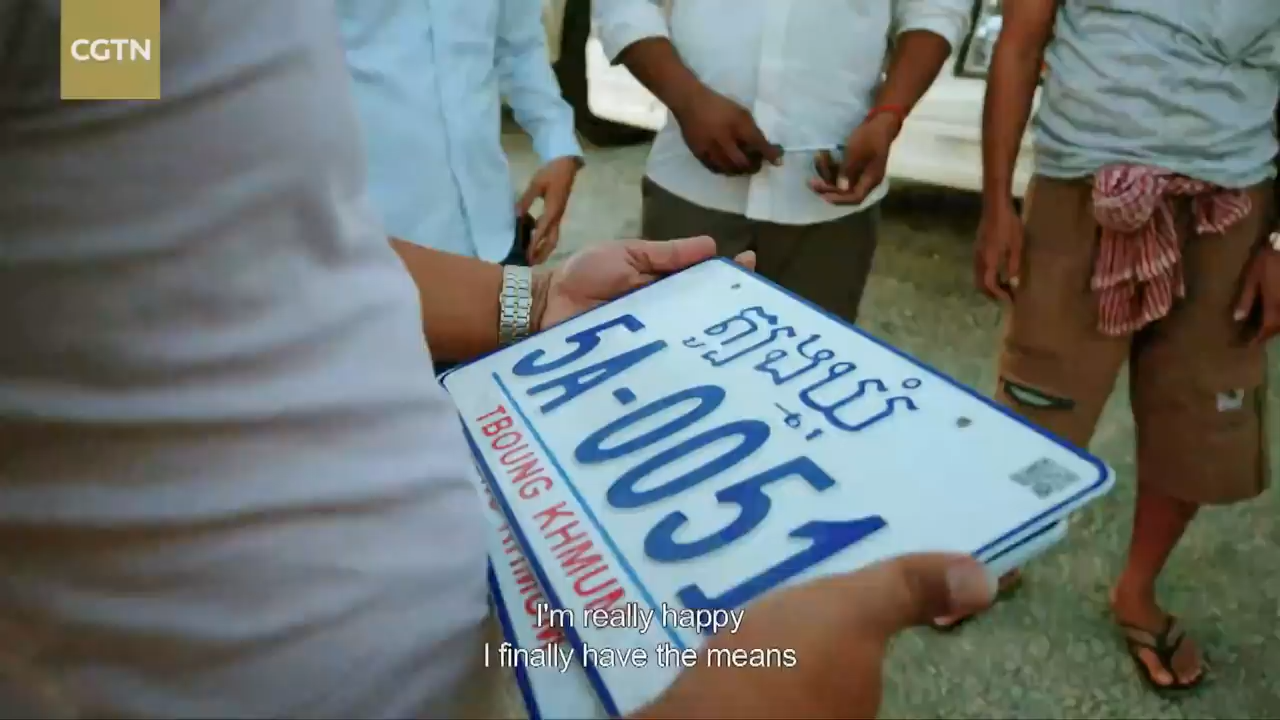 CGTN
ត្បូងឃ្មុំ
5A-0051
TBOUNG KHMUM
I'm really happy
I finally have the means